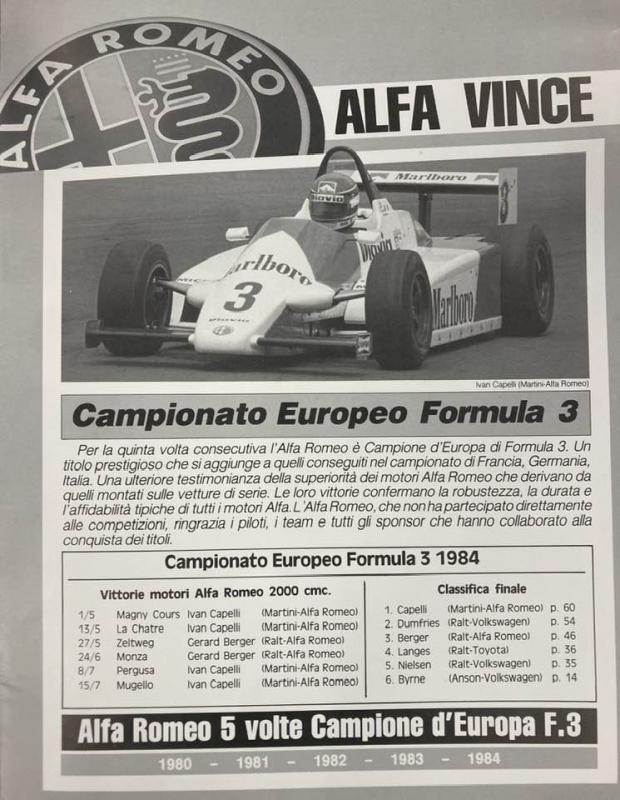 ALFA ROMEO
ALFA VINCE
Marlboro
Diavia
Diavia
Marlboro
3
Diavia
Marlboro
Ivan Capelli (Martini-Alfa Romeo)
Campionato Europeo Formula 3
Per la quinta volta consecutiva l'Alfa Romeo è Campione d'Europa di Formula 3. Un
titolo prestigioso che si aggiunge a quelli conseguiti nel campionato di Francia, Germania,
Italia. Una ulteriore testimonianza della superiorità dei motori Alfa Romeo che derivano da
quelli montati sulle vetture di serie. Le loro vittorie confermano la robustezza, la durata e
l'affidabilità tipiche di tutti i motori Alfa. L'Alfa Romeo, che non ha partecipato direttamente
alle competizioni, ringrazia i piloti, i team e tutti gli sponsor che hanno collaborato alla
conquista dei titoli.
Campionato Europeo Formula 3 1984
Vittorie motori Alfa Romeo 2000 cmc.
1/5 Magny Cours Ivan Capelli (Martini-Alfa Romeo)
13/5 La Chatre Ivan Capelli (Martini-Alfa Romeo)
27/5 Zeltweg Gerard Berger (Ralt-Alfa Romeo)
24/6 Monza Gerard Berger (Ralt-Alfa Romeo)
8/7 Pergusa Ivan Capelli (Martini-Alfa Romeo)
15/7 Mugello Ivan Capelli (Martini-Alfa Romeo)
Classifica finale
1. Capelli (Martini-Alfa Romeo) p. 60
2. Dumfries (Ralt-Volkswagen) p. 54
3. Berger (Ralt-Alfa Romeo) p. 46
4. Langes (Ralt-Toyota) p. 36
5. Nielsen (Ralt-Volkswagen) p. 35
6. Byrne (Anson-Volkswagen) p. 14
Alfa Romeo 5 volte Campione d'Europa F.3
1980 - 1981 - 1982 - 1983 - 1984